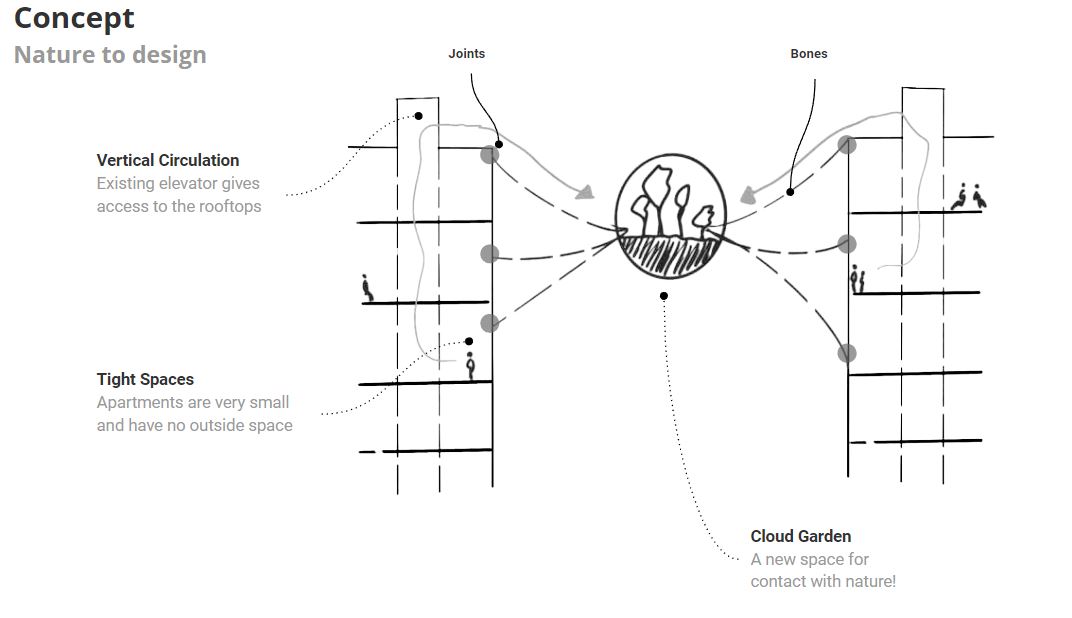 Concept
Nature to design
Joints
Bones
Vertical Circulation
Existing elevator gives
access to the rooftops
Tight Spaces
Apartments are very small
and have no outside space
Cloud Garden
A new space for
contact with nature!